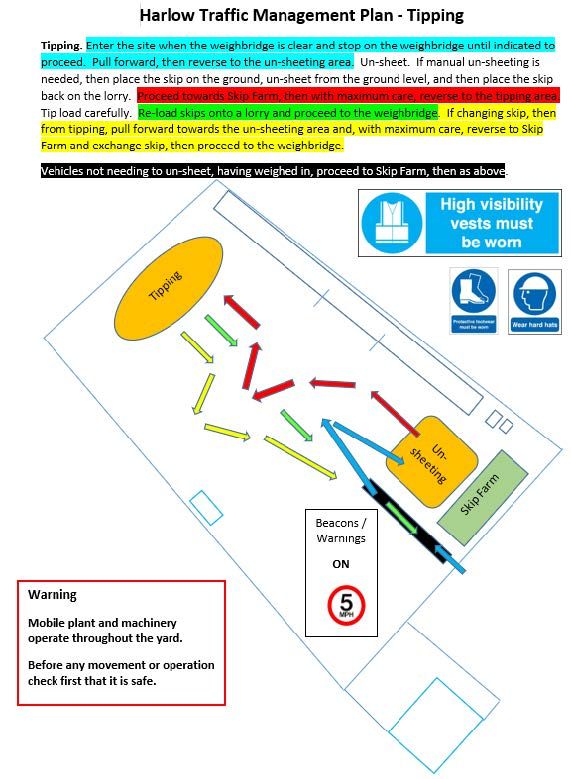 Harlow Traffic Management Plan - Tipping
Tipping. Enter the site when the weighbridge is clear and stop on the weighbridge until indicated to
proceed. Pull forward, then reverse to the un-sheeting area. Un-sheet. If manual un-sheeting is
needed, then place the skip on the ground, un-sheet from the ground level, and then place the skip
back on the lorry. Proceed towards Skip Farm, then with maximum care, reverse to the tipping area.
Tip load carefully. Re-load skips onto a lorry and proceed to the weighbridge. If changing skip, then
from tipping, pull forward towards the un-sheeting area and, with maximum care, reverse to Skip
Farm and exchange skip, then proceed to the weighbridge.
Vehicles not needing to un-sheet, having weighed in, proceed to Skip Farm, then as above.
High visibility
vests must
be worn
Protective footwear
must be worn
Wear hard hats
Tipping
Un-
sheeting
Skip Farm
Beacons /
Warnings
ON
5
MPH
Warning
Mobile plant and machinery
operate throughout the yard.
Before any movement or operation
check first that it is safe.